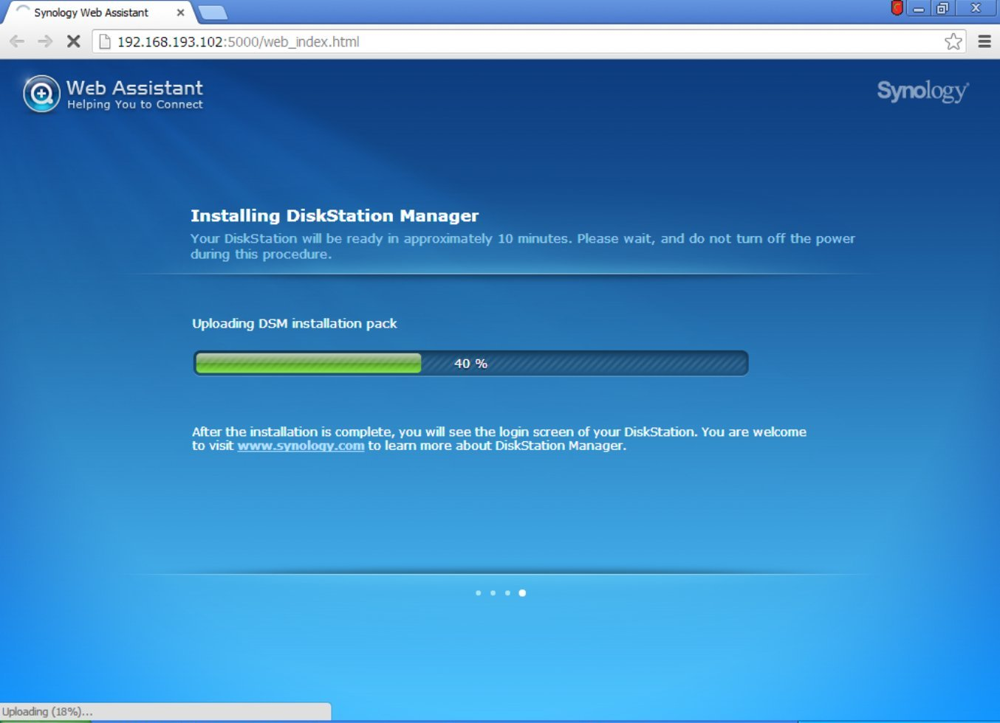 Synology Web Assistant
192.168.193.102:5000/web_index.html
Web Assistant
Helping You to Connect
Synology
Installing DiskStation Manager
Your DiskStation will be ready in approximately 10 minutes. Please wait, and do not turn off the power
during this procedure.
Uploading DSM installation pack
40 %
After the installation is complete, you will see the login screen of your DiskStation. You are welcome
to visit www.synology.com to learn more about DiskStation Manager.
Uploading (18%)...